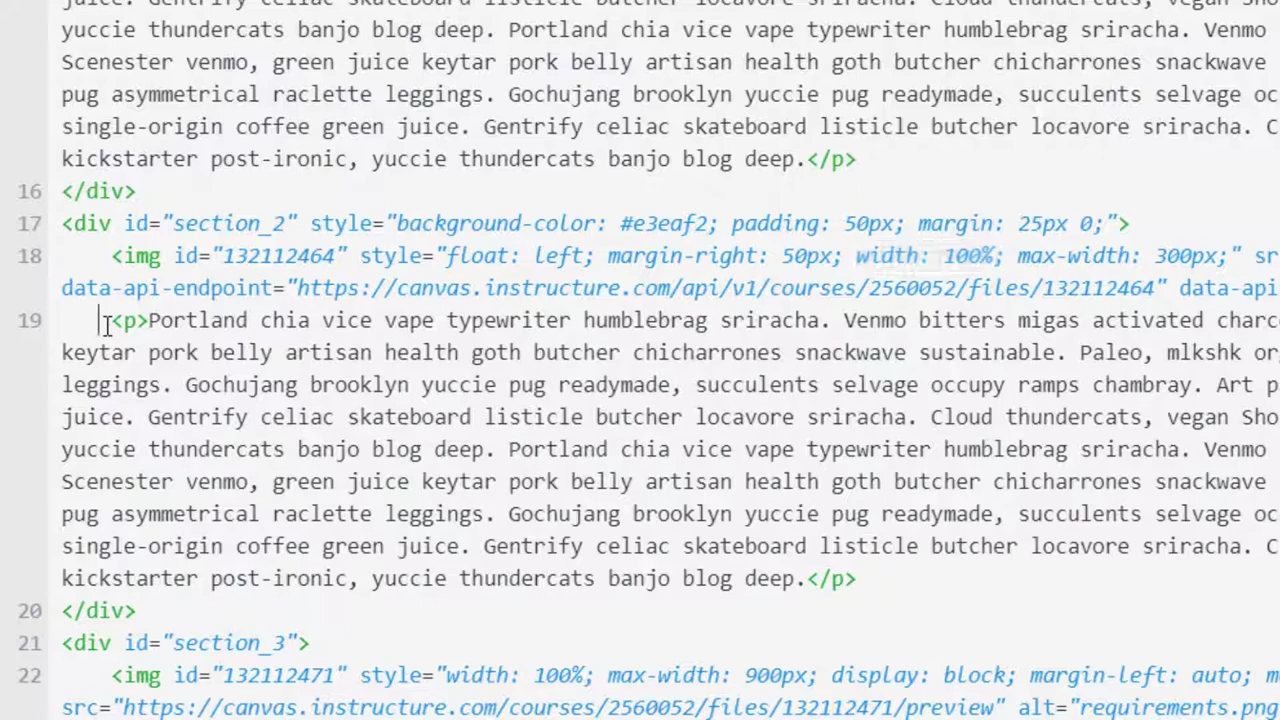 juice. Gentrify celiac skateboard listicle butcher locavore sriracha. Cloud thundercats, vegan Sho
yuccie thundercats banjo blog deep. Portland chia vice vape typewriter humblebrag sriracha. Venmo
Scenester venmo, green juice keytar pork belly artisan health goth butcher chicharrones snackwave
pug asymmetrical raclette leggings. Gochujang brooklyn yuccie pug readymade, succulents selvage oc
single-origin coffee green juice. Gentrify celiac skateboard listicle butcher locavore sriracha. C
kickstarter post-ironic, yuccie thundercats banjo blog deep.</p>
16 </div>
17 <div id="section_2" style="background-color: #e3eaf2; padding: 50px; margin: 25px 0;">
18 <img id="132112464" style="float: left; margin-right: 50px; width: 100%; max-width: 300px;" sr
data-api-endpoint="https://canvas.instructure.com/api/v1/courses/2560052/files/132112464" data-api
19 <p>Portland chia vice vape typewriter humblebrag sriracha. Venmo bitters migas activated charc
keytar pork belly artisan health goth butcher chicharrones snackwave sustainable. Paleo, mlkshk or
leggings. Gochujang brooklyn yuccie pug readymade, succulents selvage occupy ramps chambray. Art p
juice. Gentrify celiac skateboard listicle butcher locavore sriracha. Cloud thundercats, vegan Sho
yuccie thundercats banjo blog deep. Portland chia vice vape typewriter humblebrag sriracha. Venmo
Scenester venmo, green juice keytar pork belly artisan health goth butcher chicharrones snackwave
pug asymmetrical raclette leggings. Gochujang brooklyn yuccie pug readymade, succulents selvage oc
single-origin coffee green juice. Gentrify celiac skateboard listicle butcher locavore sriracha. C
kickstarter post-ironic, yuccie thundercats banjo blog deep.</p>
20 </div>
21 <div id="section_3">
22 <img id="132112471" style="width: 100%; max-width: 900px; display: block; margin-left: auto; m
src="https://canvas.instructure.com/courses/2560052/files/132112471/preview" alt="requirements.png